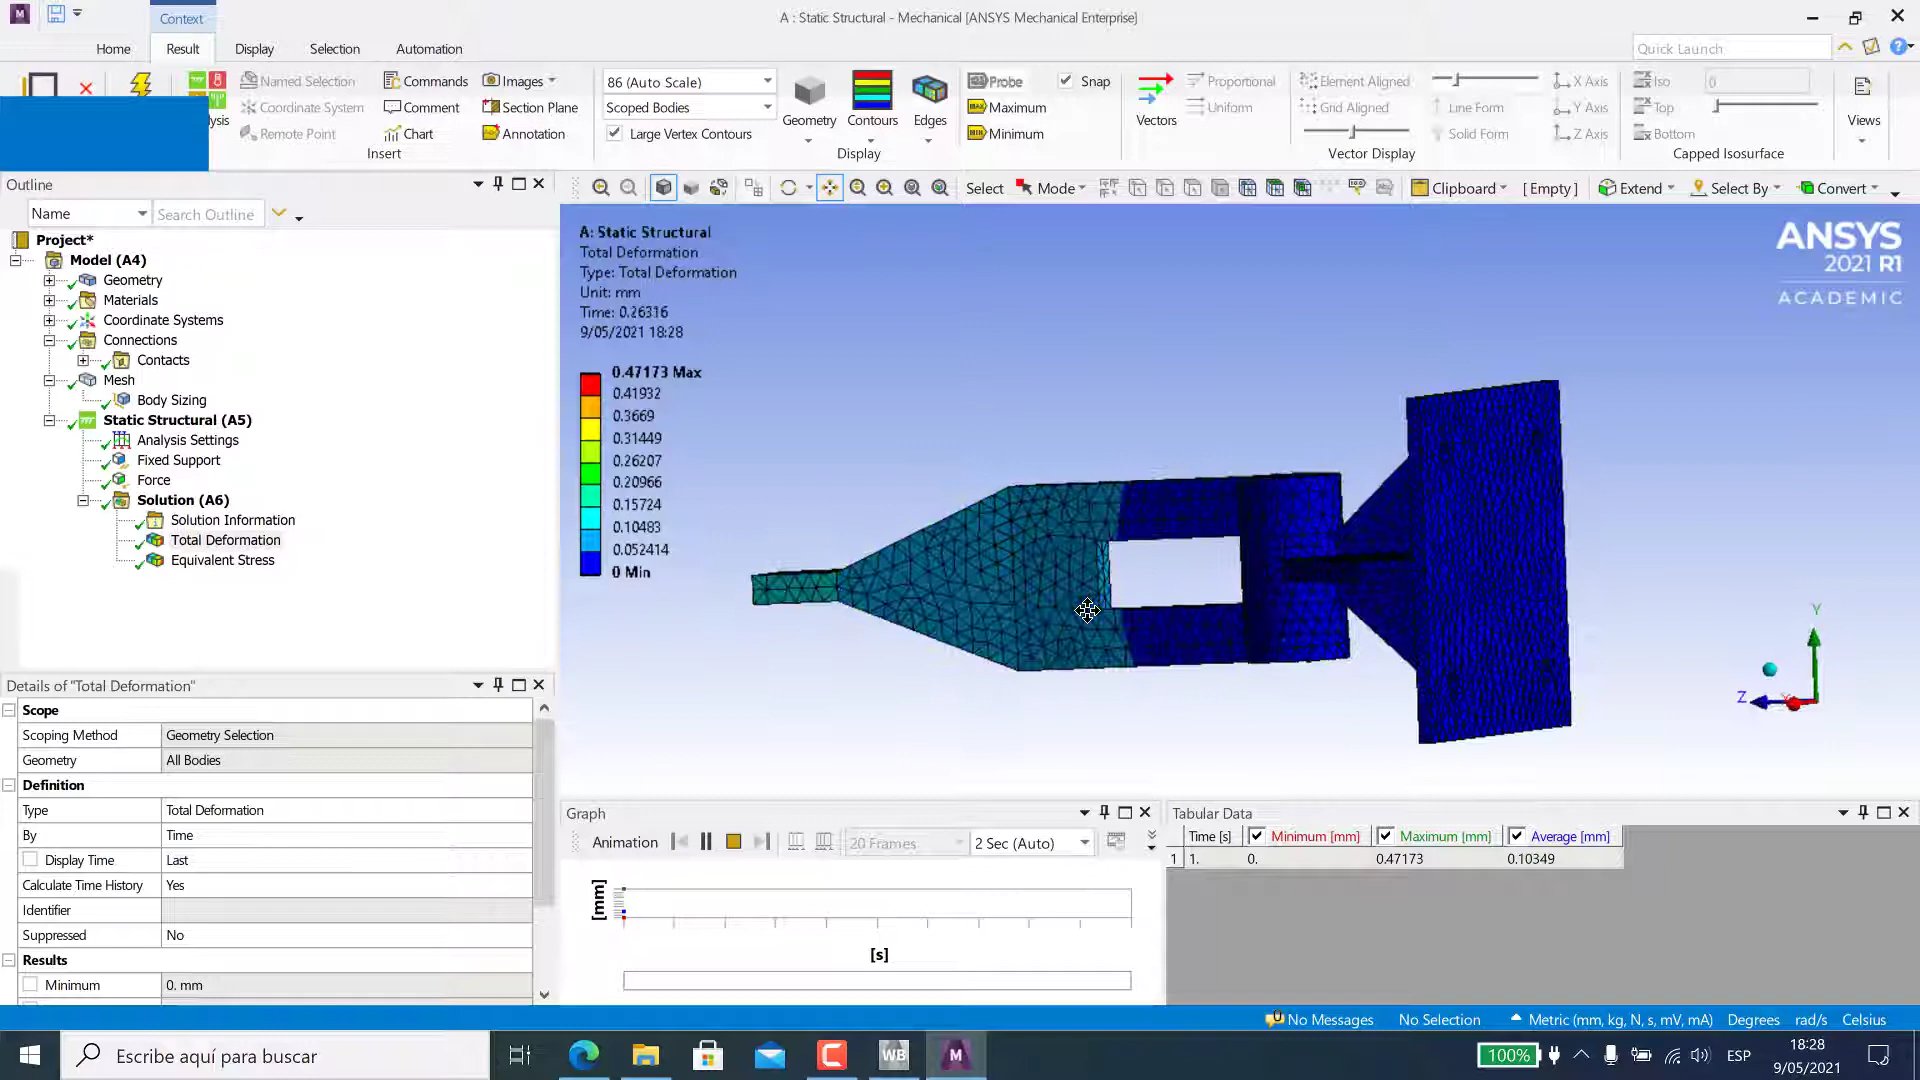 A : Static Structural - Mechanical [ANSYS Mechanical Enterprise]
Context
Home Result Display Selection Automation
Quick Launch
Named Selection
Coordinate System
Remote Point
Commands
Comment
Chart
Images
Section Plane
Annotation
Insert
86 (Auto Scale)
Scoped Bodies
Large Vertex Contours
Geometry
Contours
Edges
Display
Probe
Snap
Maximum
Minimum
Vectors
Proportional
Uniform
Element Aligned
Grid Aligned
Line Form
Solid Form
X Axis
Y Axis
Z Axis
Vector Display
Iso
0
Top
Bottom
Capped Isosurface
Views
Outline
Name
Search Outline
Select Mode Clipboard [Empty] Extend Select By Convert
Project*
Model (A4)
Geometry
Materials
Coordinate Systems
Connections
Contacts
Mesh
Body Sizing
Static Structural (A5)
Analysis Settings
Fixed Support
Force
Solution (A6)
Solution Information
Total Deformation
Equivalent Stress
A: Static Structural
Total Deformation
Type: Total Deformation
Unit: mm
Time: 0.26316
9/05/2021 18:28
0.47173 Max
0.41932
0.3669
0.31449
0.26207
0.20966
0.15724
0.10483
0.052414
0 Min
ANSYS
2021 R1
ACADEMIC
Y
Z
Details of "Total Deformation"
Scope
Scoping Method Geometry Selection
Geometry All Bodies
Definition
Type Total Deformation
By Time
Display Time Last
Calculate Time History Yes
Identifier
Suppressed No
Results
Minimum 0. mm
Graph
Animation 20 Frames 2 Sec (Auto)
[mm]
[s]
Tabular Data
Time [s] Minimum [mm] Maximum [mm] Average [mm]
1 1. 0. 0.47173 0.10349
No Messages No Selection Metric (mm, kg, N, s, mV, mA) Degrees rad/s Celsius
Escribe aquí para buscar
WB
M
100%
ESP
18:28
9/05/2021